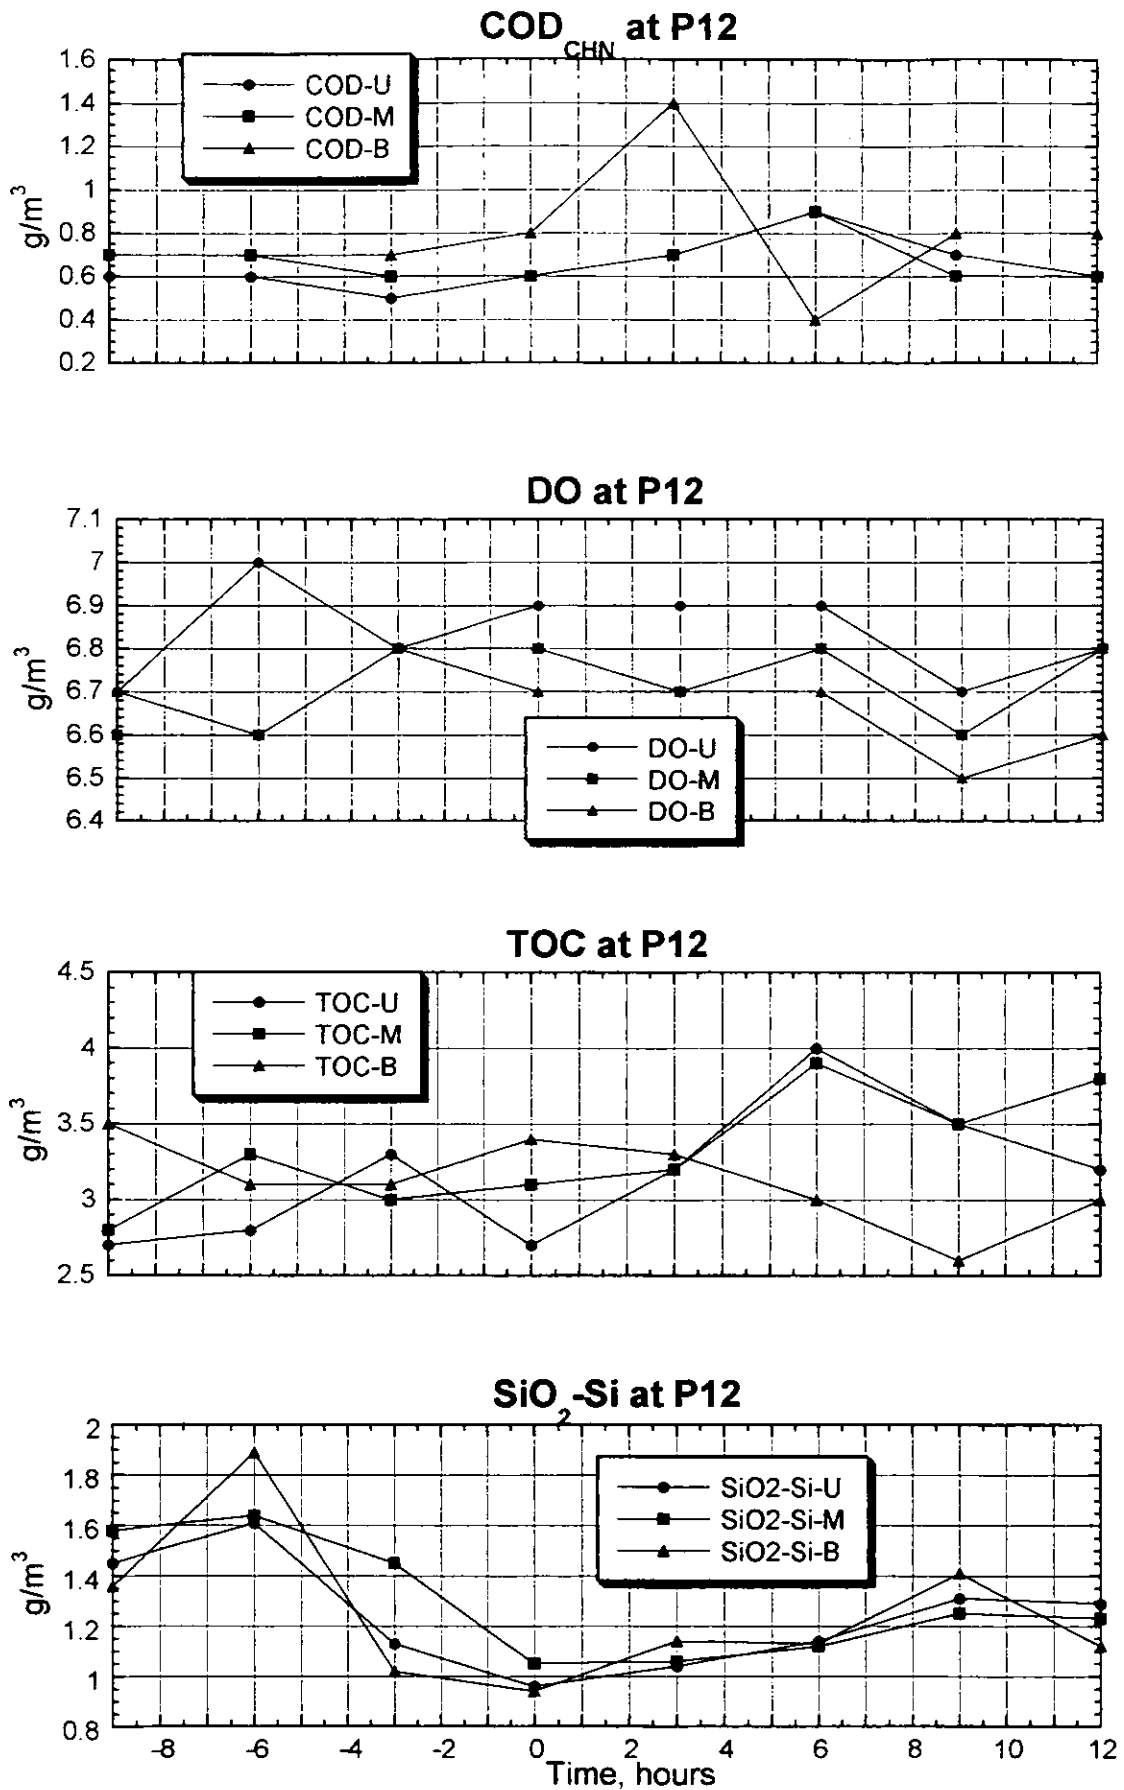 COD_CHN at P12
1.6
1.4
1.2
1
0.8
0.6
0.4
0.2
g/m³
COD-U
COD-M
COD-B
DO at P12
7.1
7
6.9
6.8
6.7
6.6
6.5
6.4
g/m³
DO-U
DO-M
DO-B
TOC at P12
4.5
4
3.5
3
2.5
g/m³
TOC-U
TOC-M
TOC-B
SiO₂-Si at P12
2
1.8
1.6
1.4
1.2
1
0.8
g/m³
SiO2-Si-U
SiO2-Si-M
SiO2-Si-B
-8 -6 -4 -2 0 2 4 6 8 10 12
Time, hours